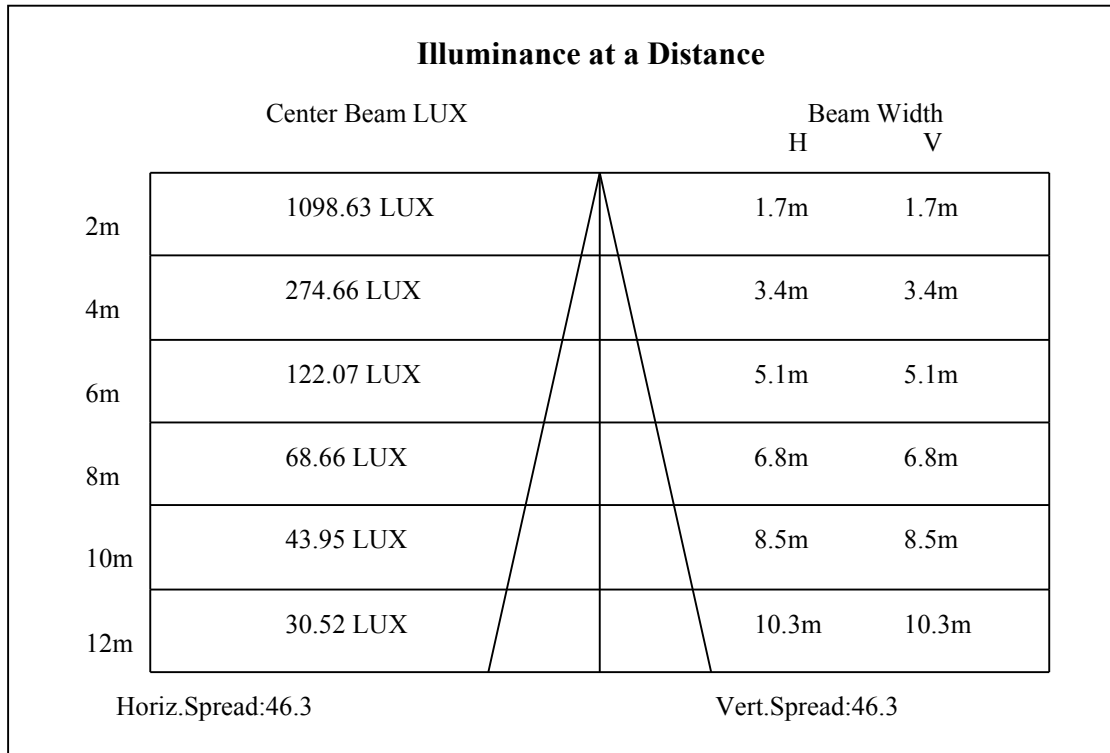 Illuminance at a Distance
Center Beam LUX Beam Width
H V
2m 1098.63 LUX 1.7m 1.7m
4m 274.66 LUX 3.4m 3.4m
6m 122.07 LUX 5.1m 5.1m
8m 68.66 LUX 6.8m 6.8m
10m 43.95 LUX 8.5m 8.5m
12m 30.52 LUX 10.3m 10.3m
Horiz.Spread:46.3 Vert.Spread:46.3